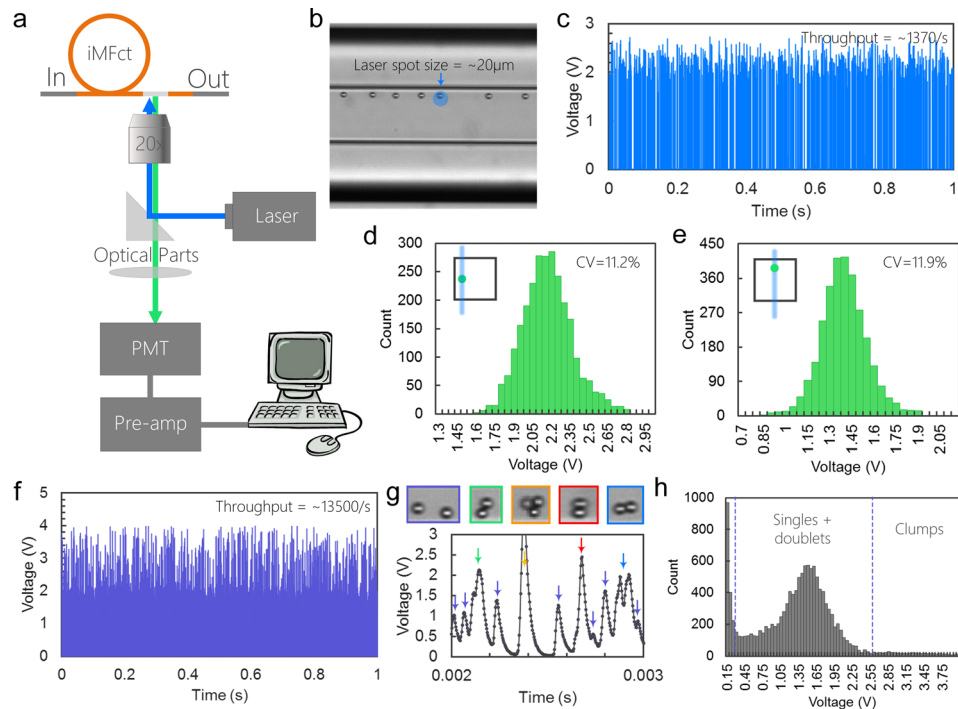 a
iMFct
In
Out
20x
Laser
Optical Parts
PMT
Pre-amp
b
Laser spot size = ~20μm
c
Throughput = ~1370/s
Voltage (V)
3
2
1
0
0 0.2 0.4 0.6 0.8 1
Time (s)
d
CV=11.2%
Count
300
250
200
150
100
50
0
1.3 1.45 1.6 1.75 1.9 2.05 2.2 2.35 2.5 2.65 2.8 2.95
Voltage (V)
e
CV=11.9%
Count
450
360
270
180
90
0
0.7 0.85 1 1.15 1.3 1.45 1.6 1.75 1.9 2.05
Voltage (V)
f
Throughput = ~13500/s
Voltage (V)
5
4
3
2
1
0
0 0.2 0.4 0.6 0.8 1
Time (s)
g
Voltage (V)
3
2.5
2
1.5
1
0.5
0
0.002 0.003
Time (s)
h
Singles +
doublets
Clumps
Count
1000
900
800
700
600
500
400
300
200
100
0
0.15 0.45 0.75 1.05 1.35 1.65 1.95 2.25 2.55 2.85 3.15 3.45 3.75
Voltage (V)